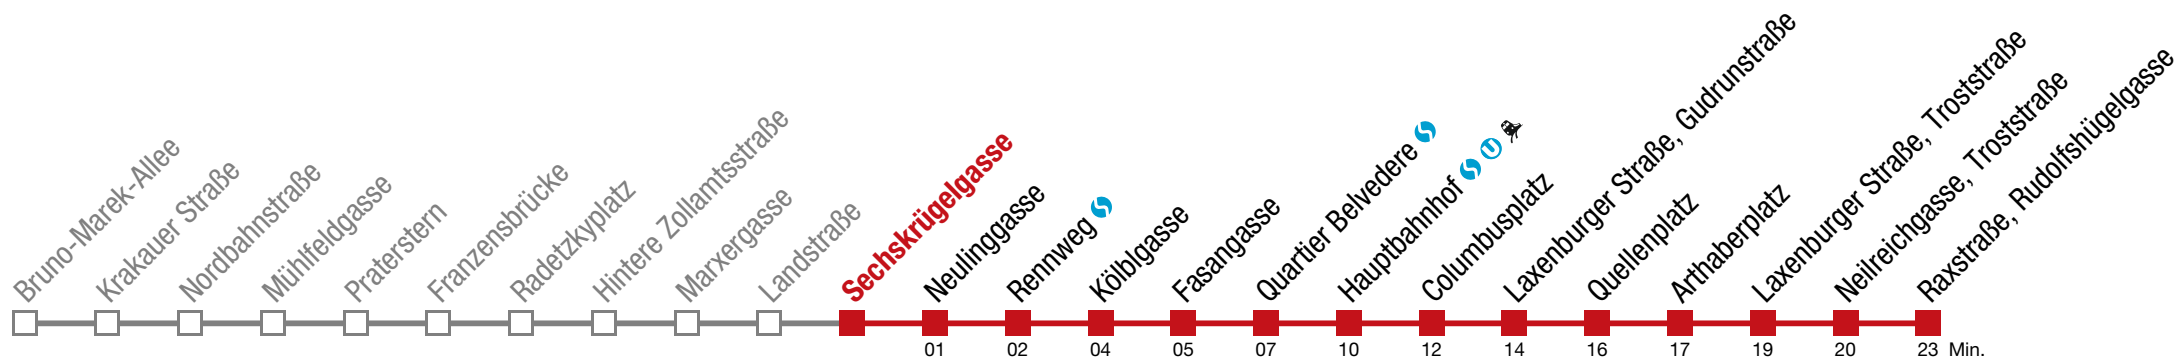 Bruno-Marek-Allee
Krakauer Straße
Nordbahnstraße
Mühlfeldgasse
Praterstern
Franzensbrücke
Radetzkyplatz
Hintere Zollamtsstraße
Marxergasse
Landstraße
Sechskrügelgasse
Neulinggasse
Rennweg S
Kölblgasse
Fasangasse
Quartier Belvedere S
Hauptbahnhof S U
Columbusplatz
Laxenburger Straße, Gudrunstraße
Quellenplatz
Arthaberplatz
Laxenburger Straße, Troststraße
Neilreichgasse, Troststraße
Raxstraße, Rudolfshügelgasse
01 02 04 05 07 10 12 14 16 17 19 20 23 Min.